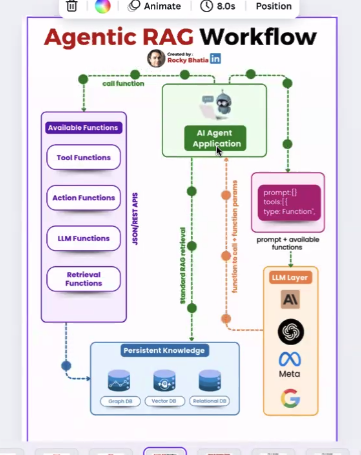 Animate
8.0s
Position
Agentic RAG Workflow
Created by :
Rocky Bhatia
in
call function
Available Functions
Tool Functions
Action Functions
LLM Functions
Retrieval
Functions
JSON/REST APIS
AI Agent
Application
Standard RAG retrieval
function to call + function params
prompt:{}
tools:[{
type: Function`,
prompt + available
functions
LLM Layer
AI
Meta
G
Persistent Knowledge
Graph DB
Vector DB
Relational DB